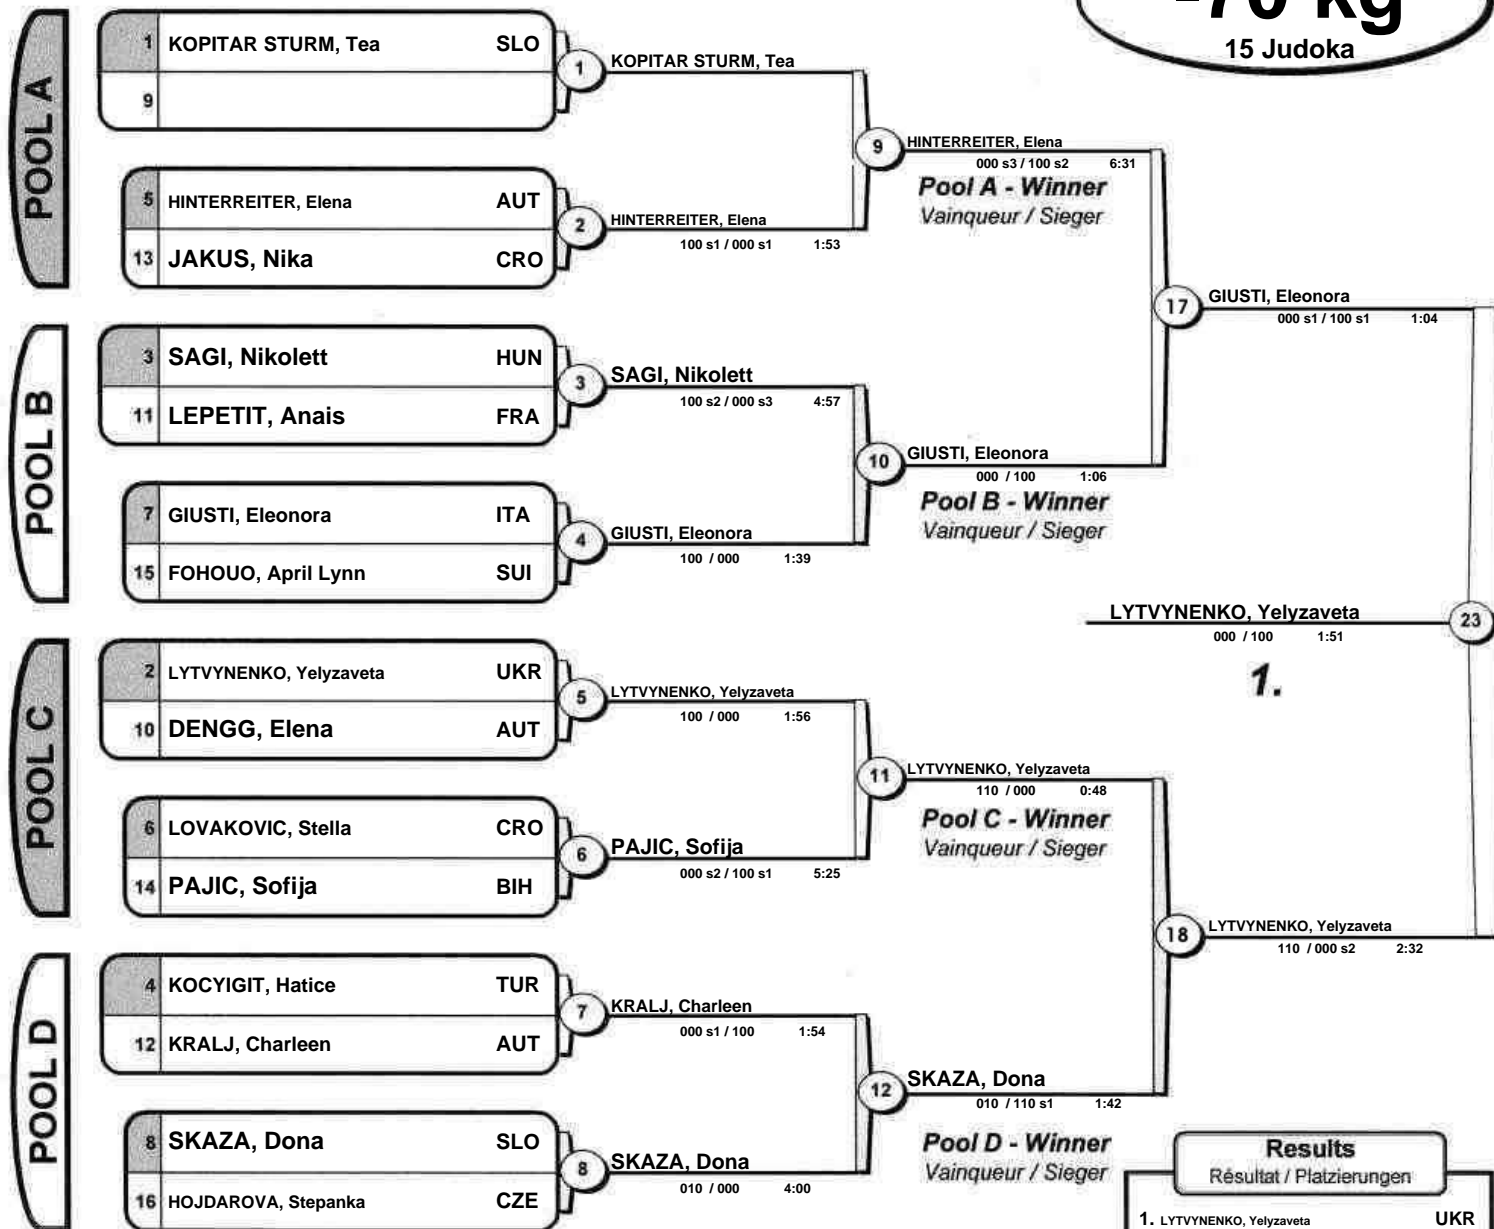 -70 kg
15 Judoka
POOL A
1 KOPITAR STURM, Tea SLO
9
1 KOPITAR STURM, Tea
5 HINTERREITER, Elena AUT
13 JAKUS, Nika CRO
2 HINTERREITER, Elena
100 s1 / 000 s1 1:53
9 HINTERREITER, Elena
000 s3 / 100 s2 6:31
Pool A - Winner
Vainqueur / Sieger
POOL B
3 SAGI, Nikolett HUN
11 LEPETIT, Anais FRA
3 SAGI, Nikolett
100 s2 / 000 s3 4:57
7 GIUSTI, Eleonora ITA
15 FOHOUO, April Lynn SUI
4 GIUSTI, Eleonora
100 / 000 1:39
10 GIUSTI, Eleonora
000 / 100 1:06
Pool B - Winner
Vainqueur / Sieger
17 GIUSTI, Eleonora
000 s1 / 100 s1 1:04
LYTVYNENKO, Yelyzaveta 23
000 / 100 1:51
1.
POOL C
2 LYTVYNENKO, Yelyzaveta UKR
10 DENGG, Elena AUT
5 LYTVYNENKO, Yelyzaveta
100 / 000 1:56
6 LOVAKOVIC, Stella CRO
14 PAJIC, Sofija BIH
6 PAJIC, Sofija
000 s2 / 100 s1 5:25
11 LYTVYNENKO, Yelyzaveta
110 / 000 0:48
Pool C - Winner
Vainqueur / Sieger
18 LYTVYNENKO, Yelyzaveta
110 / 000 s2 2:32
POOL D
4 KOCYIGIT, Hatice TUR
12 KRALJ, Charleen AUT
7 KRALJ, Charleen
000 s1 / 100 1:54
8 SKAZA, Dona SLO
16 HOJDAROVA, Stepanka CZE
8 SKAZA, Dona
010 / 000 4:00
12 SKAZA, Dona
010 / 110 s1 1:42
Pool D - Winner
Vainqueur / Sieger
Results
Résultat / Platzierungen
1. LYTVYNENKO, Yelyzaveta UKR